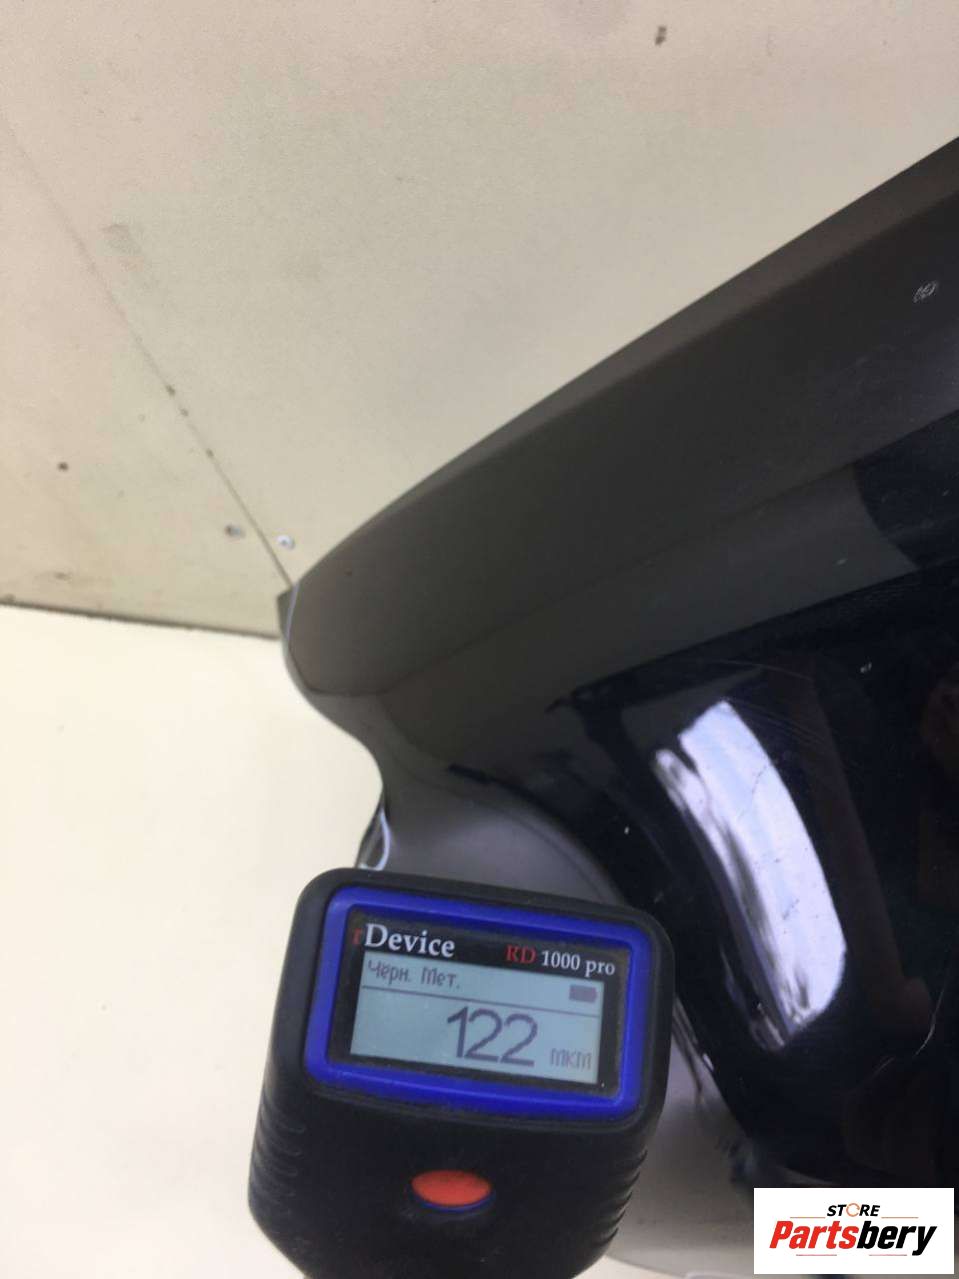 rDevice
RD 1000 pro
Черн. Мет.
122 мкм
STORE
Partsbery